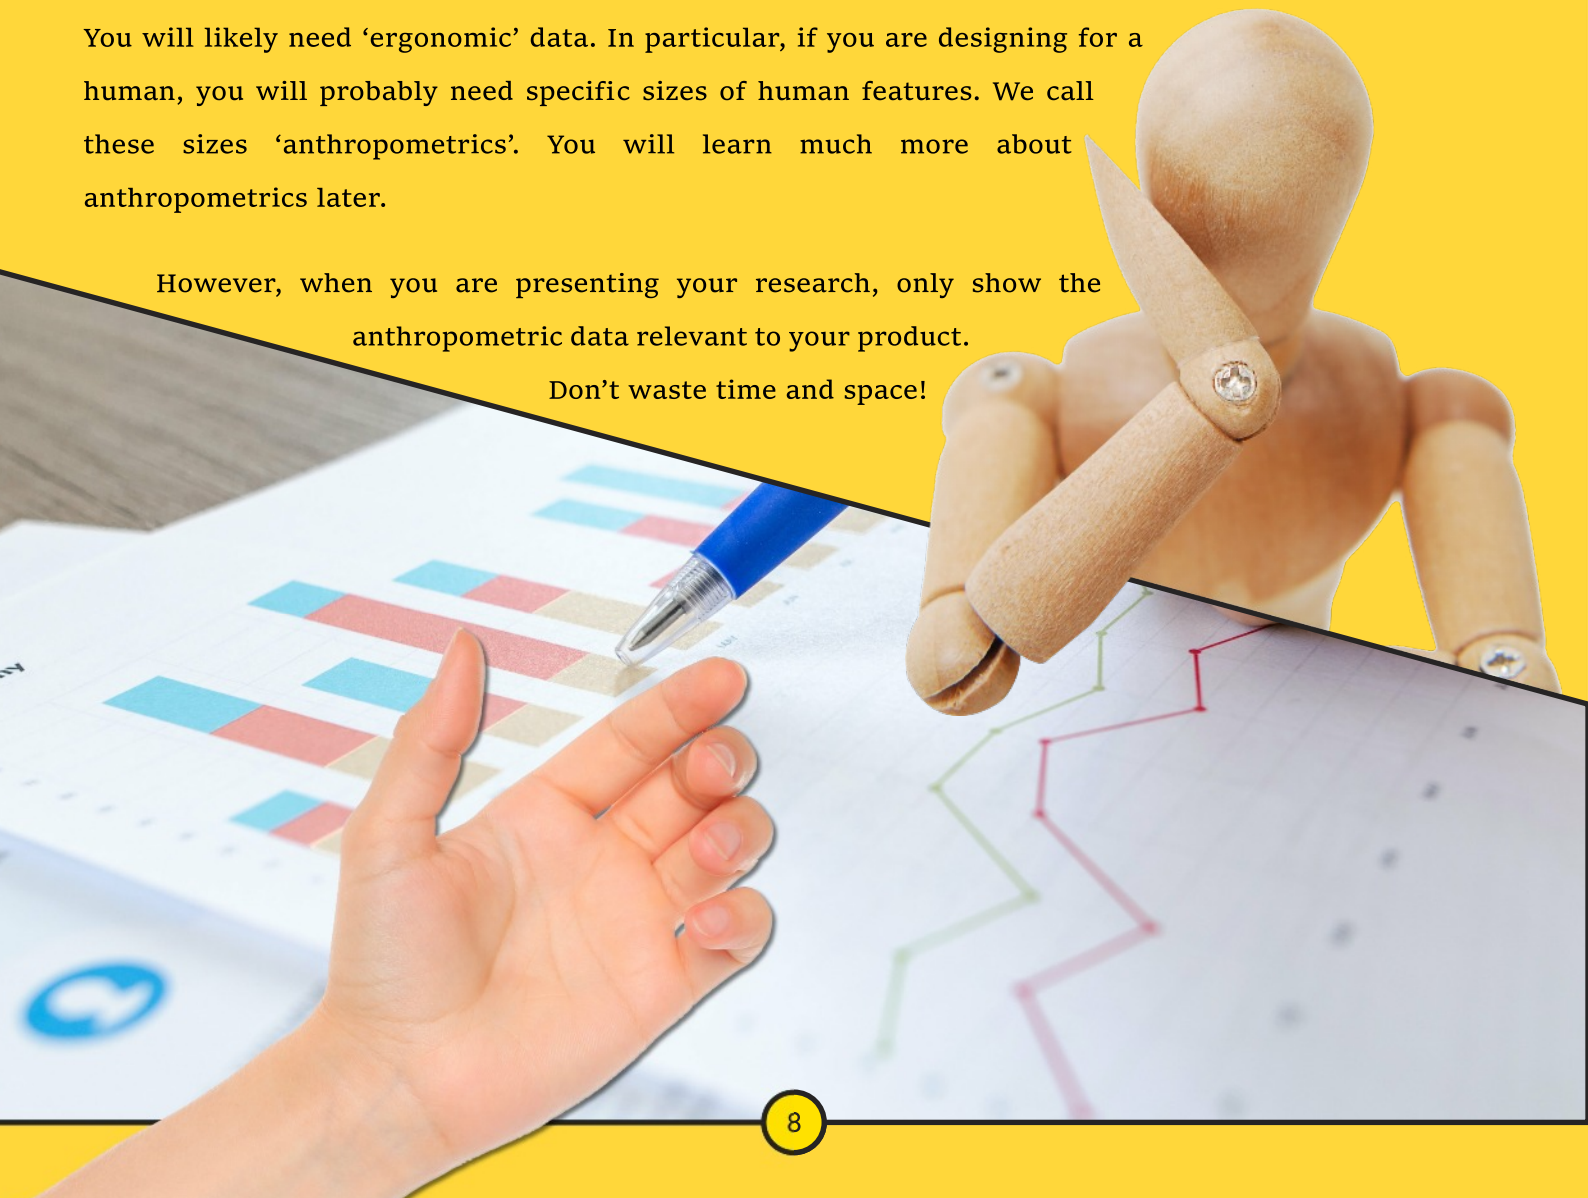 You will likely need ‘ergonomic’ data. In particular, if you are designing for a
human, you will probably need specific sizes of human features. We call
these sizes ‘anthropometrics’. You will learn much more about
anthropometrics later.
However, when you are presenting your research, only show the
anthropometric data relevant to your product.
Don’t waste time and space!
8